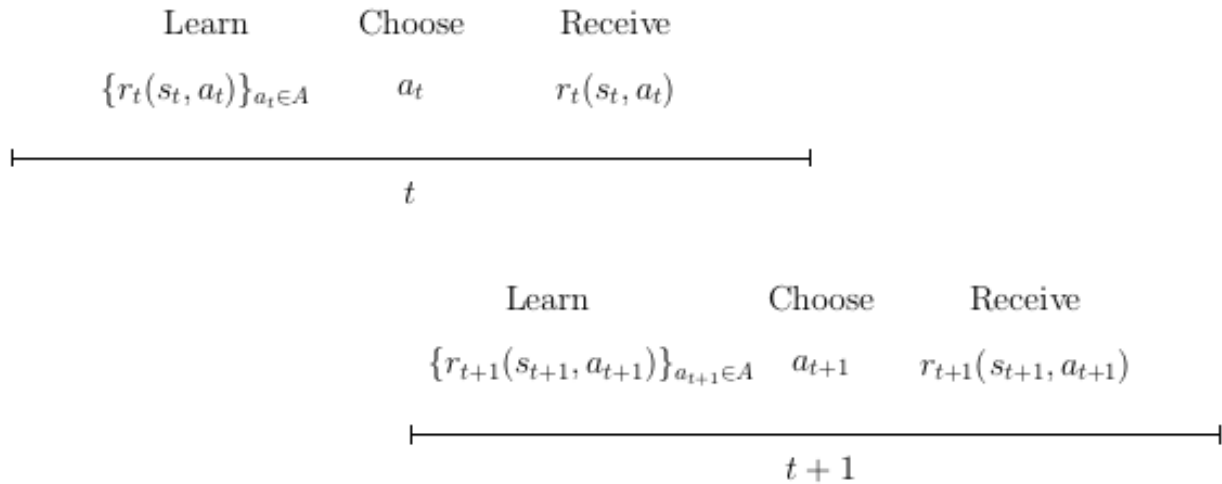 Learn Choose Receive
{r_t(s_t, a_t)}_{a_t∈A} a_t r_t(s_t, a_t)
t
Learn Choose Receive
{r_{t+1}(s_{t+1}, a_{t+1})}_{a_{t+1}∈A} a_{t+1} r_{t+1}(s_{t+1}, a_{t+1})
t + 1